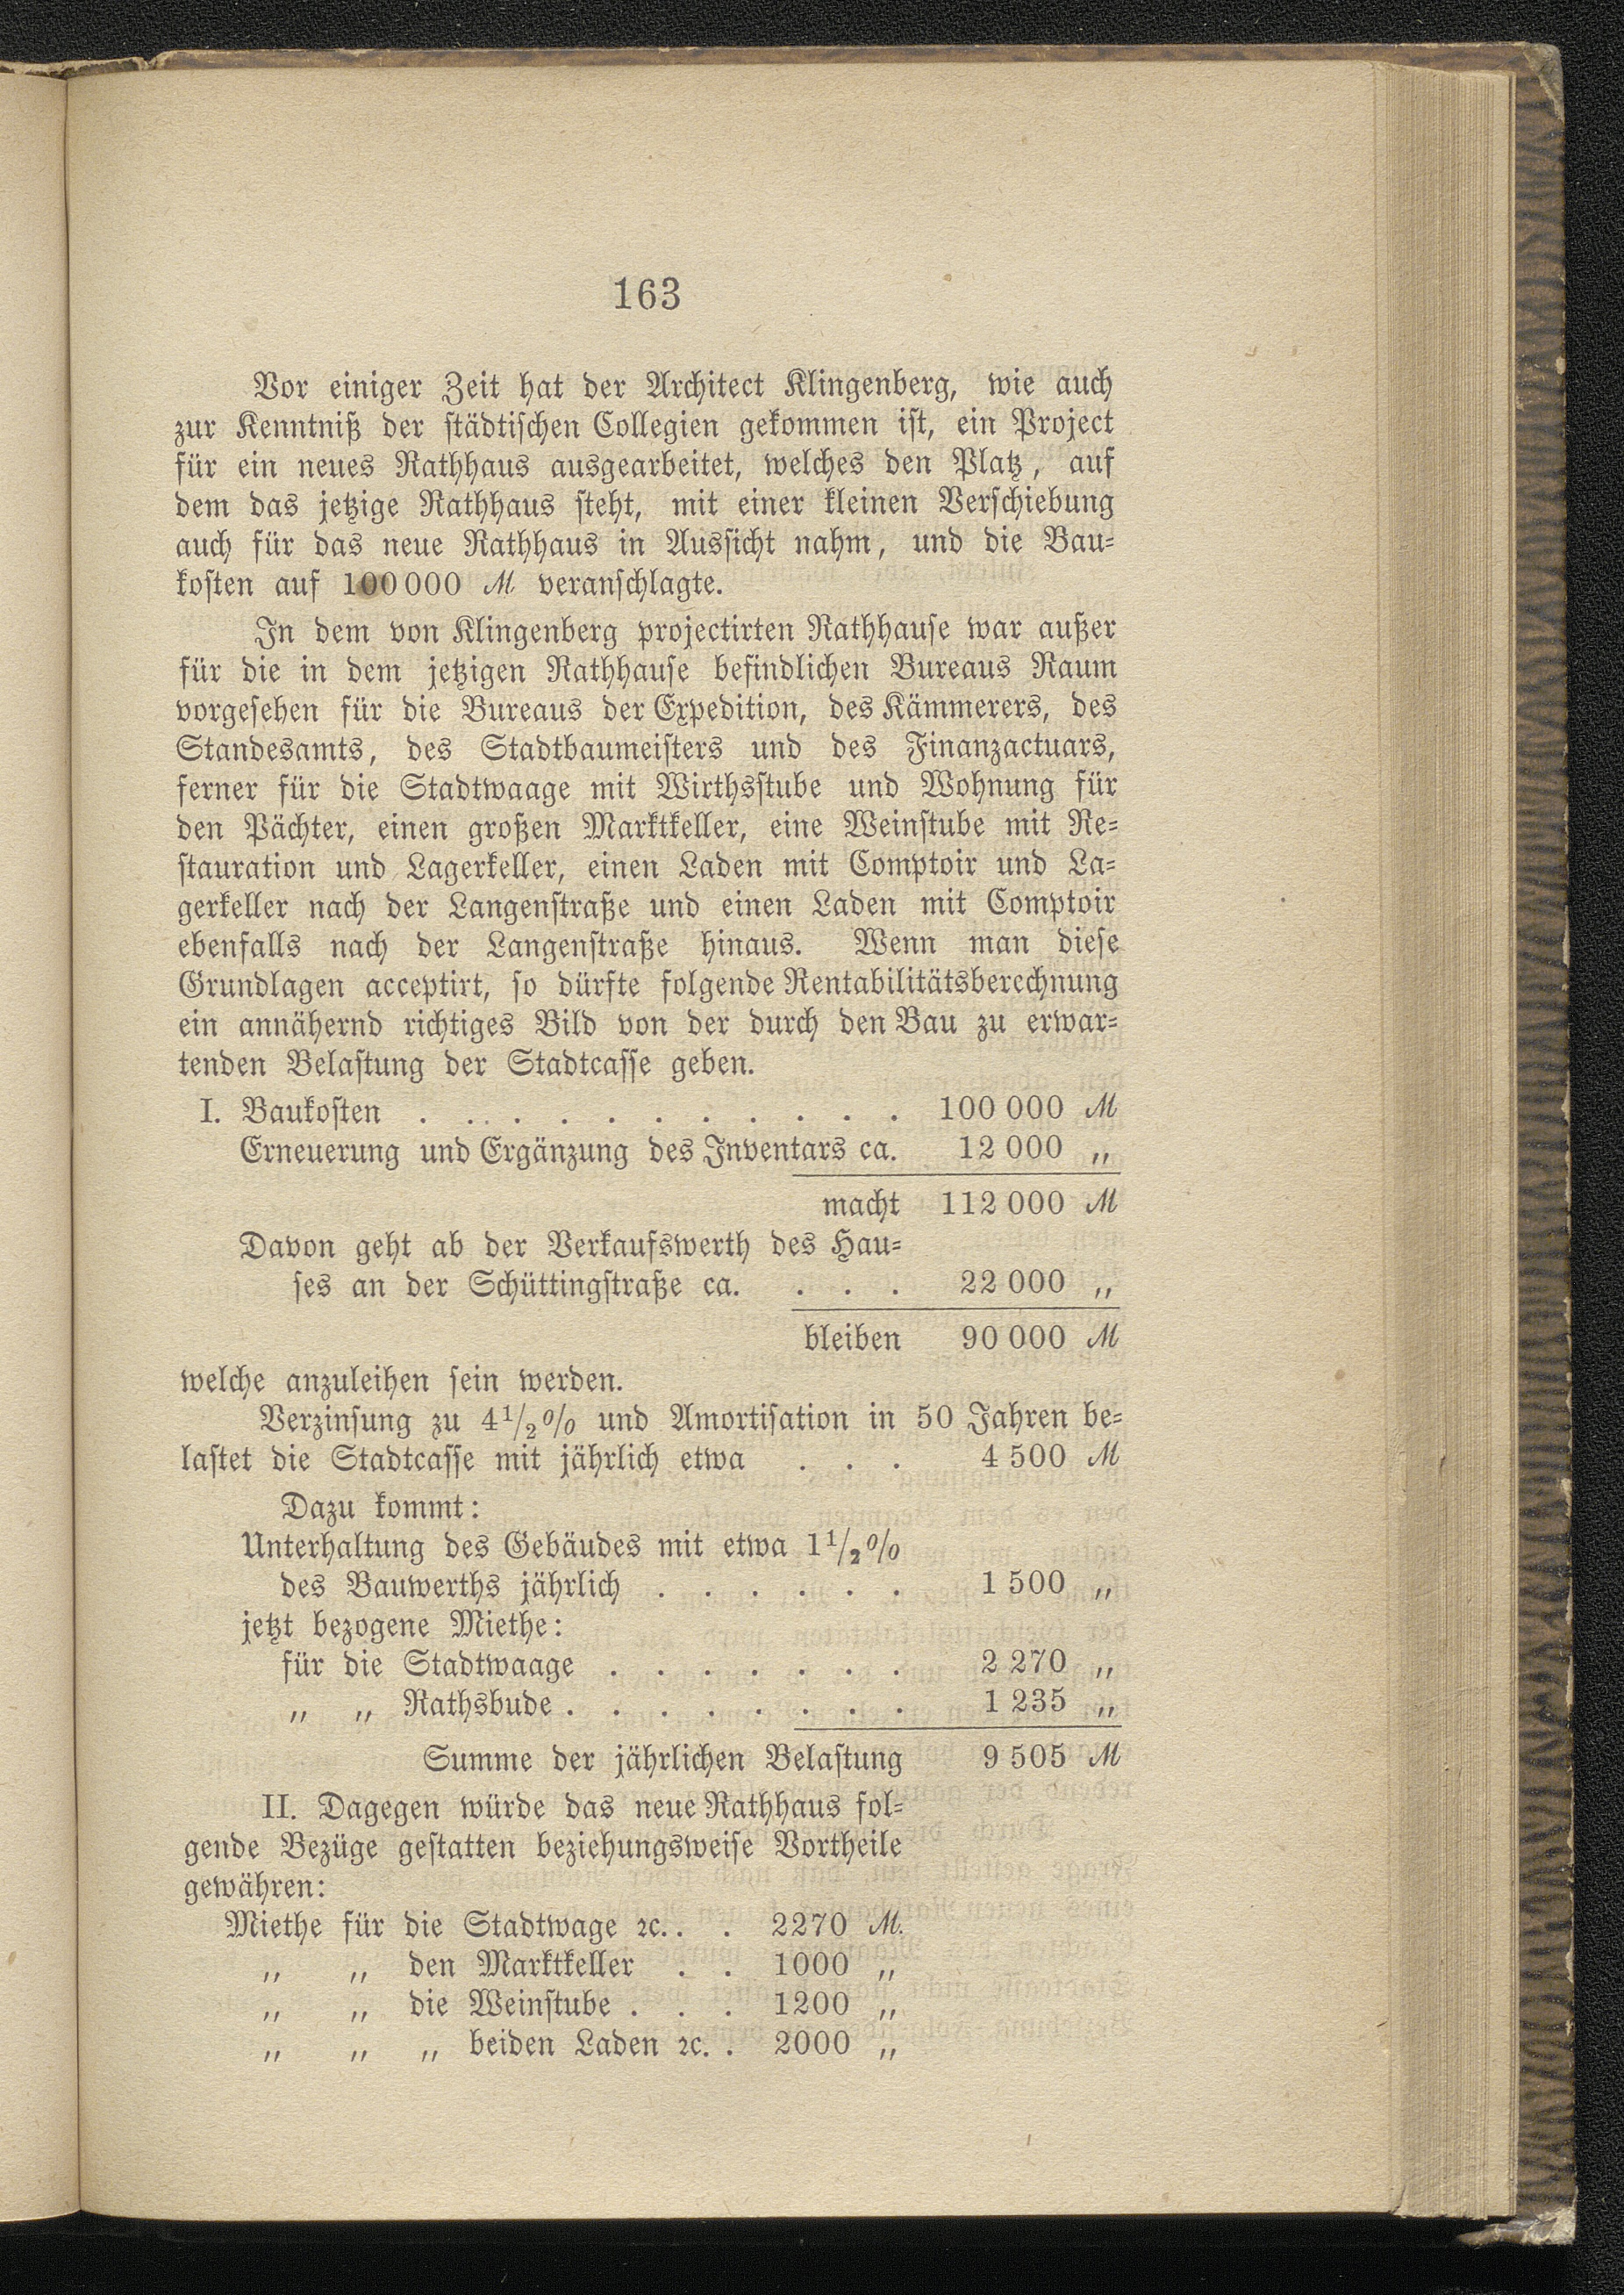 163
Vor einiger Zeit hat der Architect Klingenberg, wie auch
zur Kenntniß der städtischen Collegien gekommen ist, ein Project
für ein neues Rathhaus ausgearbeitet, welches den Platz, auf
dem das jetzige Rathhaus steht, mit einer kleinen Verschiebung
auch für das neue Rathhaus in Aussicht nahm, und die Bau-
kosten auf 100000 M veranschlagte.
In dem von Klingenberg projectirten Rathhause war außer
für die in dem jetzigen Rathhause befindlichen Bureaus Raum
vorgesehen für die Bureaus der Expedition, des Kämmerers, des
Standesamts, des Stadtbaumeisters und des Finanzactuars,
ferner für die Stadtwaage mit Wirthsstube und Wohnung für
den Pächter, einen großen Marktkeller, eine Weinstube mit Re-
stauration und Lagerkeller, einen Laden mit Comptoir und La-
gerkeller nach der Langenstraße und einen Laden mit Comptoir
ebenfalls nach der Langenstraße hinaus. Wenn man diese
Grundlagen acceptirt, so dürfte folgende Rentabilitätsberechnung
ein annähernd richtiges Bild von der durch den Bau zu erwar-
tenden Belastung der Stadtcasse geben.
I. Baukosten . . . . . . . . . . . 100 000 M
Erneuerung und Ergänzung des Inventars ca. 12 000 „
macht 112 000 M
Davon geht ab der Verkaufswerth des Hau-
ses an der Schüttingstraße ca. . . . 22 000 „
bleiben 90 000 M
welche anzuleihen sein werden.
Verzinsung zu 4 1/2 % und Amortisation in 50 Jahren be-
lastet die Stadtcasse mit jährlich etwa . . . 4 500 M
Dazu kommt:
Unterhaltung des Gebäudes mit etwa 1 1/2 %
des Bauwerths jährlich . . . . . . 1 500 „
jetzt bezogene Miethe:
für die Stadtwaage . . . . . . . 2 270 „
„ „ Rathsbude . . . . . . . . 1 235 „
Summe der jährlichen Belastung 9 505 M
II. Dagegen würde das neue Rathhaus fol-
gende Bezüge gestatten beziehungsweise Vortheile
gewähren:
Miethe für die Stadtwage ꝛc. . . 2270 M.
„ „ den Marktkeller . . 1000 „
„ „ die Weinstube . . . 1200 „
„ „ „ beiden Laden ꝛc. . 2000 „